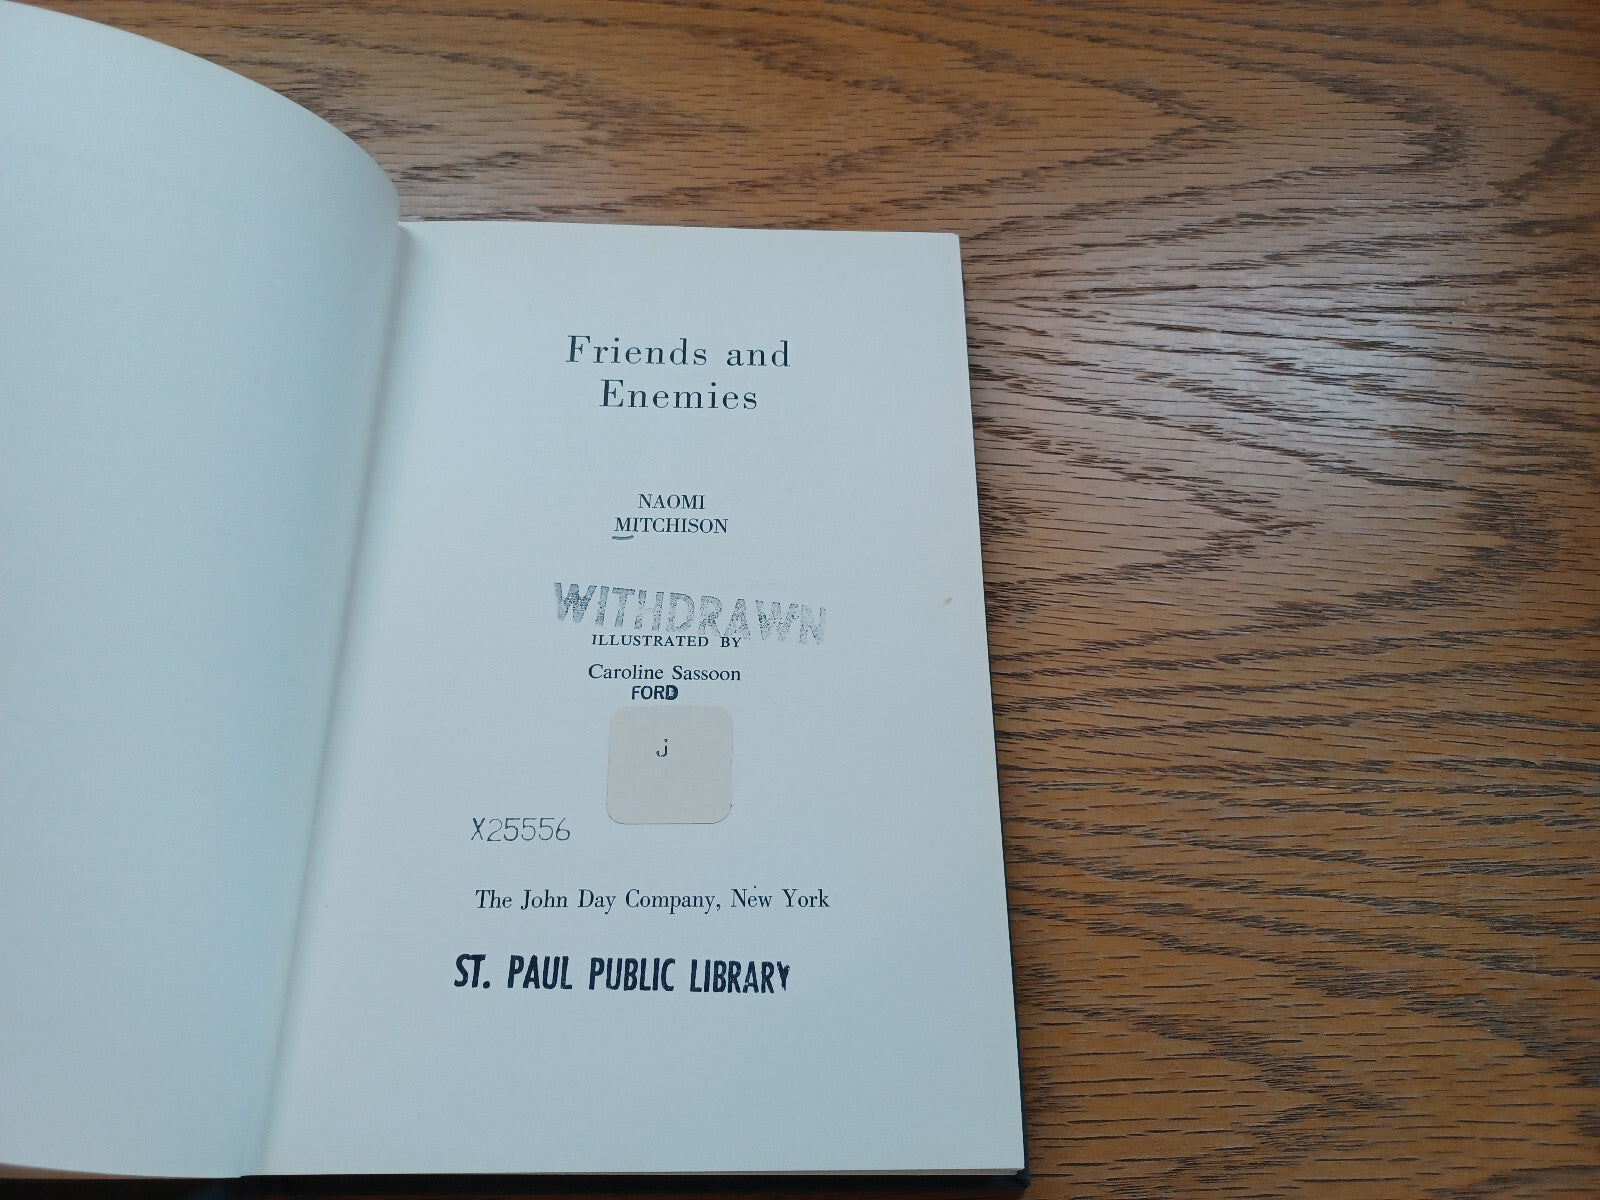 Friends and
Enemies
NAOMI
MITCHISON
WITHDRAWN
ILLUSTRATED BY
Caroline Sassoon
FORD
j
X25556
The John Day Company, New York
ST. PAUL PUBLIC LIBRARY